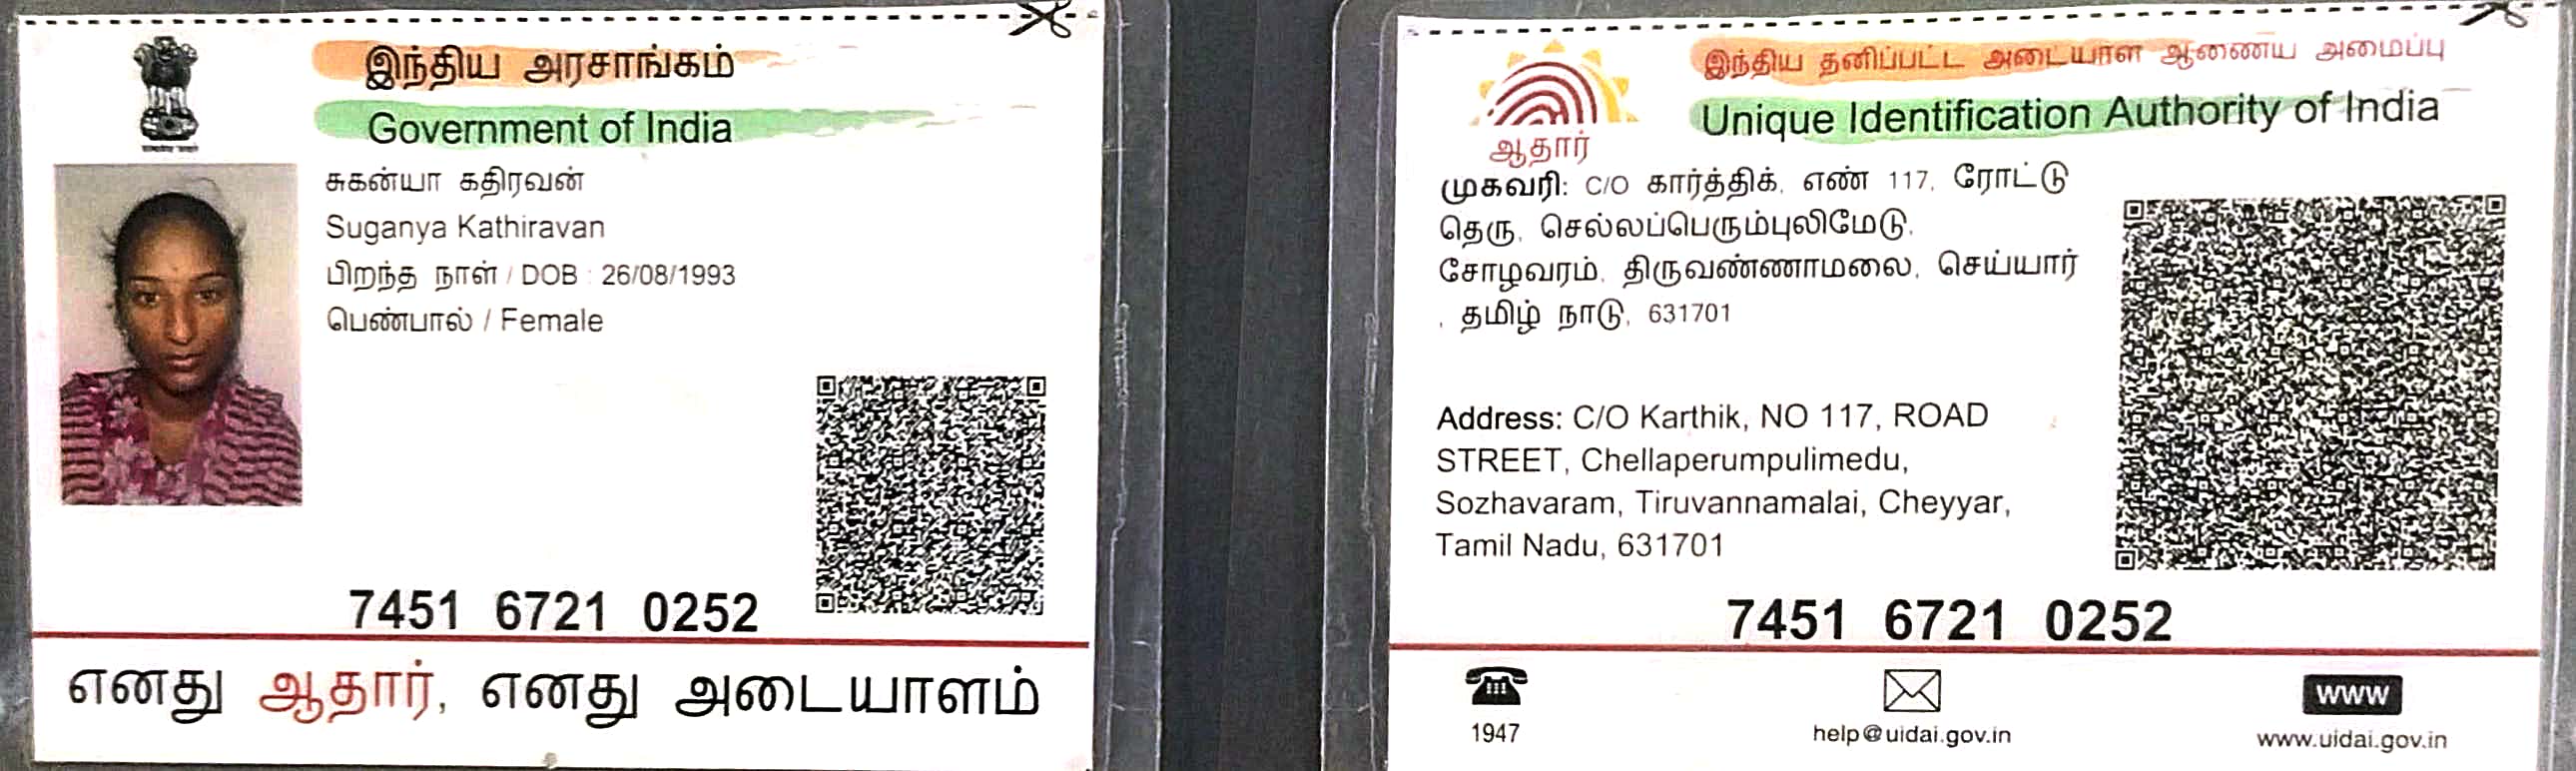 இந்திய அரசாங்கம்
Government of India
சுகன்யா கதிரவன்
Suganya Kathiravan
பிறந்த நாள் / DOB : 26/08/1993
பெண்பால் / Female
7451 6721 0252
எனது ஆதார், எனது அடையாளம்
இந்திய தனிப்பட்ட அடையாள ஆணைய அமைப்பு
Unique Identification Authority of India
ஆதார்
முகவரி: C/O கார்த்திக், எண் 117, ரோட்டு
தெரு, செல்லப்பெரும்புலிமேடு,
சோழவரம், திருவண்ணாமலை, செய்யார்
, தமிழ் நாடு, 631701
Address: C/O Karthik, NO 117, ROAD
STREET, Chellaperumpulimedu,
Sozhavaram, Tiruvannamalai, Cheyyar,
Tamil Nadu, 631701
7451 6721 0252
1947
help@uidai.gov.in
www
www.uidai.gov.in